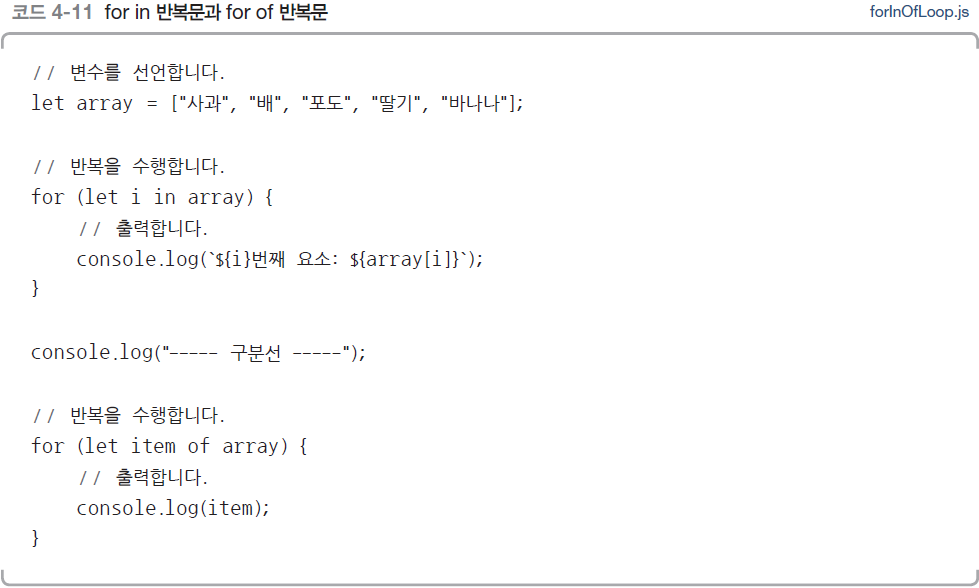 코드 4-11 for in 반복문과 for of 반복문 forInOfLoop.js
// 변수를 선언합니다.
let array = ["사과", "배", "포도", "딸기", "바나나"];
// 반복을 수행합니다.
for (let i in array) {
// 출력합니다.
console.log(`${i}번째 요소: ${array[i]}`);
}
console.log("----- 구분선 -----");
// 반복을 수행합니다.
for (let item of array) {
// 출력합니다.
console.log(item);
}